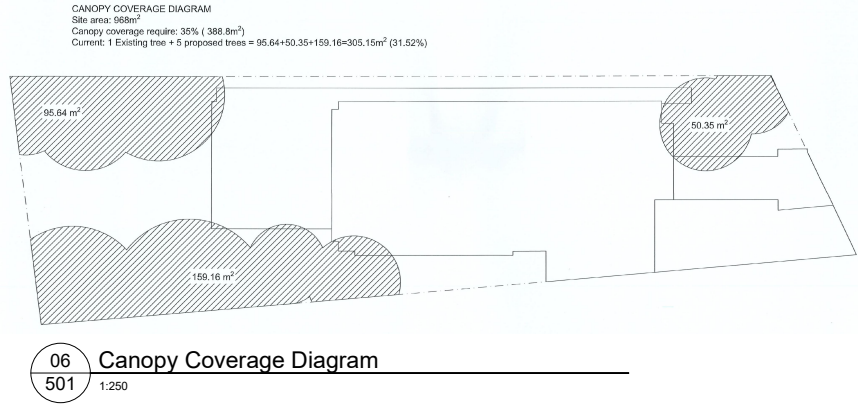 CANOPY COVERAGE DIAGRAM
Site area: 968m²
Canopy coverage require: 35% ( 388.8m²)
Current: 1 Existing tree + 5 proposed trees = 95.64+50.35+159.16=305.15m² (31.52%)
95.64 m²
50.35 m²
159.16 m²
06
501
Canopy Coverage Diagram
1:250